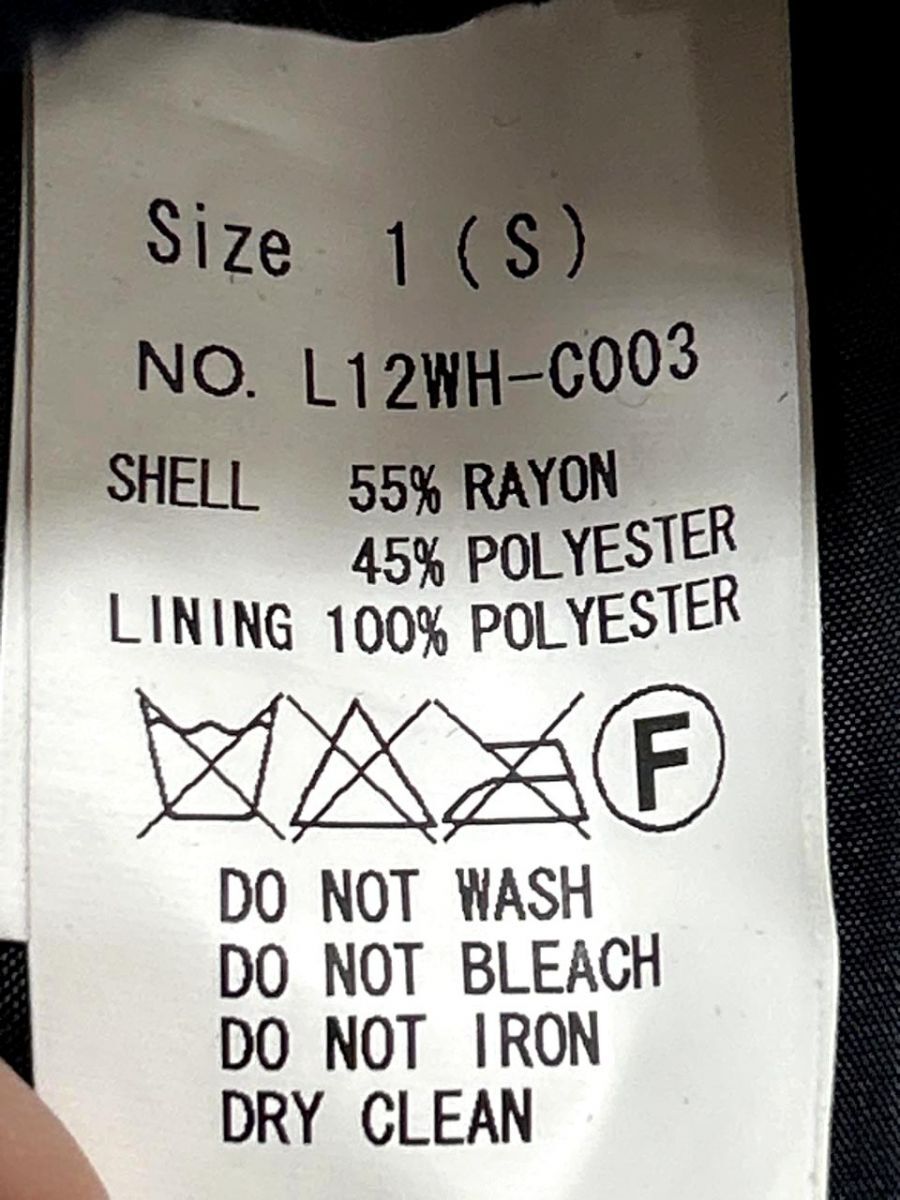 Size 1 (S)
NO. L12WH-C003
SHELL 55% RAYON
45% POLYESTER
LINING 100% POLYESTER
F
DO NOT WASH
DO NOT BLEACH
DO NOT IRON
DRY CLEAN